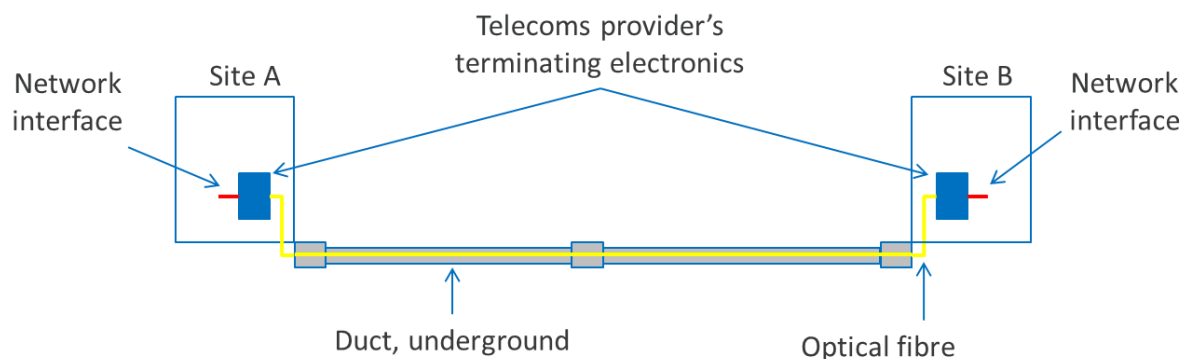 Telecoms provider's
terminating electronics
Site A
Site B
Network
interface
Network
interface
Duct, underground
Optical fibre